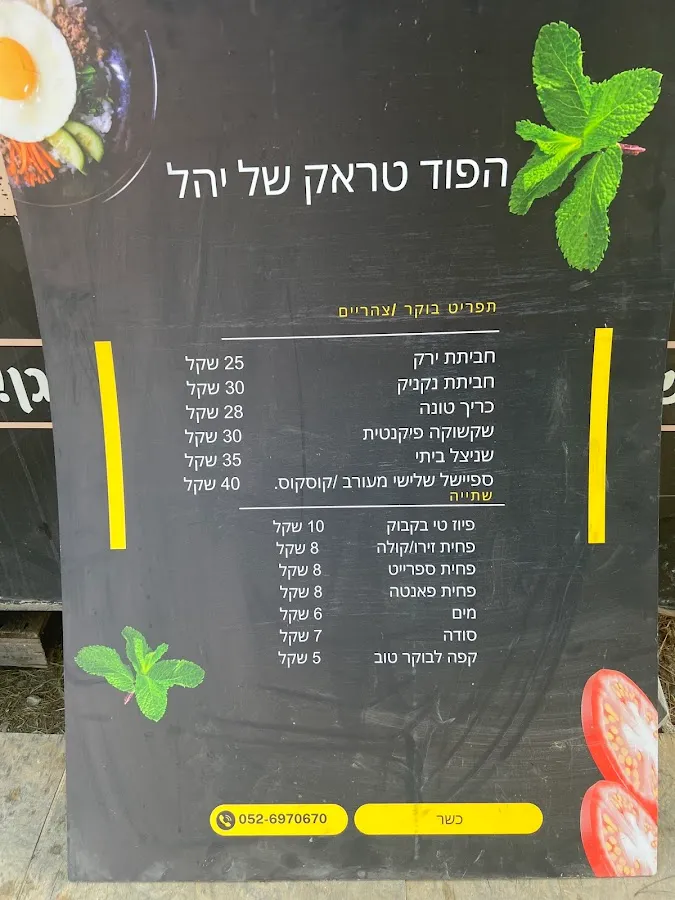 הפוד טראק של יהל
תפריט בוקר /צהריים
חביתת ירק 25 שקל
חביתת נקניק 30 שקל
כריך טונה 28 שקל
שקשוקה פיקנטית 30 שקל
שניצל ביתי 35 שקל
ספיישל שלישי מעורב /קוסקוס. 40 שקל
שתייה
פיוז טי בקבוק 10 שקל
פחית זירו/קולה 8 שקל
פחית ספרייט 8 שקל
פחית פאנטה 8 שקל
מים 6 שקל
סודה 7 שקל
קפה לבוקר טוב 5 שקל
כשר 052-6970670